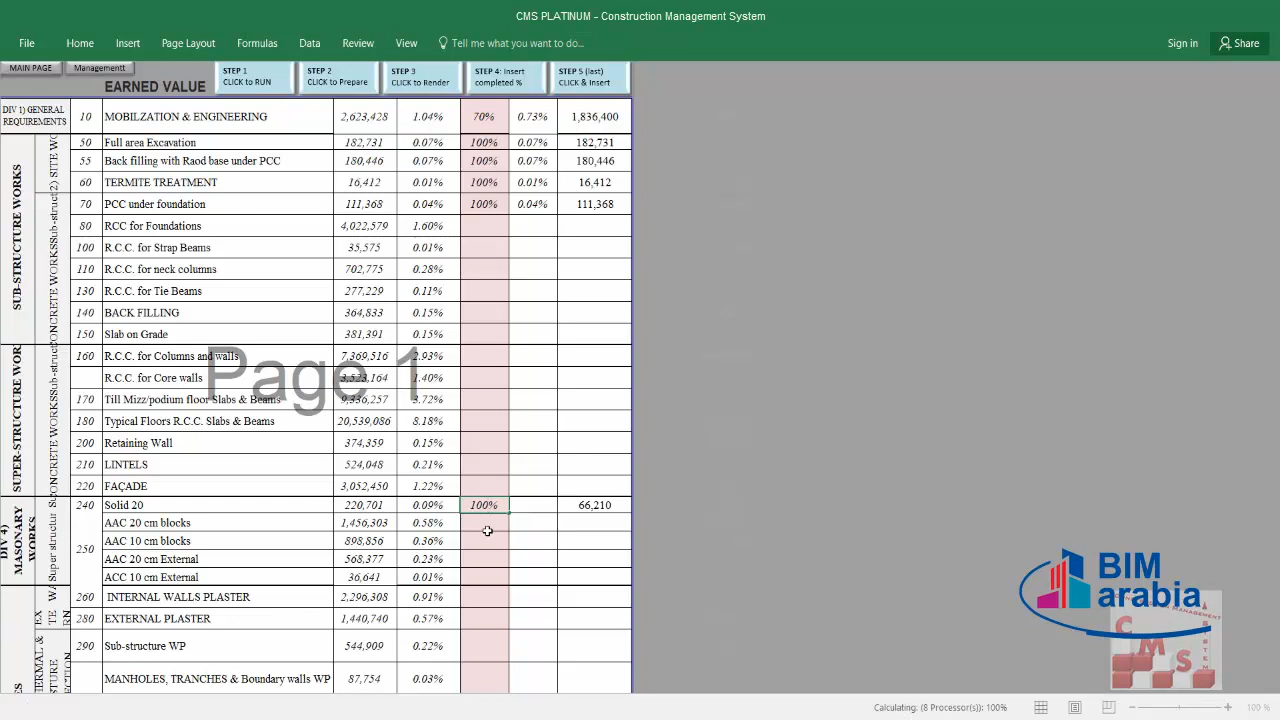 CMS PLATINUM - Construction Management System
File Home Insert Page Layout Formulas Data Review View Tell me what you want to do... Sign in Share
MAIN PAGE Managementt
EARNED VALUE
STEP 1
CLICK to RUN
STEP 2
CLICK to Prepare
STEP 3
CLICK to Render
STEP 4: Insert
completed %
STEP 5 (last)
CLICK & Insert
DIV 1) GENERAL
REQUIREMENTS
10 MOBILZATION & ENGINEERING 2,623,428 1.04% 70% 0.73% 1,836,400
SUB-STRUCTURE WORKS
50 Full area Excavation 182,731 0.07% 100% 0.07% 182,731
55 Back filling with Raod base under PCC 180,446 0.07% 100% 0.07% 180,446
60 TERMITE TREATMENT 16,412 0.01% 100% 0.01% 16,412
70 PCC under foundation 111,368 0.04% 100% 0.04% 111,368
80 RCC for Foundations 4,022,579 1.60%
100 R.C.C. for Strap Beams 35,575 0.01%
110 R.C.C. for neck columns 702,775 0.28%
130 R.C.C. for Tie Beams 277,229 0.11%
140 BACK FILLING 364,833 0.15%
150 Slab on Grade 381,391 0.15%
SUPER-STRUCTURE WOR
160 R.C.C. for Columns and walls 7,369,516 2.93%
R.C.C. for Core walls 3,523,164 1.40%
170 Till Mizz/podium floor Slabs & Beams 9,336,257 3.72%
180 Typical Floors R.C.C. Slabs & Beams 20,539,086 8.18%
200 Retaining Wall 374,359 0.15%
210 LINTELS 524,048 0.21%
220 FAÇADE 3,052,450 1.22%
Page 1
DIV 4)
MASONARY
WORKS
240 Solid 20 220,701 0.09% 100% 66,210
AAC 20 cm blocks 1,456,303 0.58%
250 AAC 10 cm blocks 898,856 0.36%
AAC 20 cm External 568,377 0.23%
ACC 10 cm External 36,641 0.01%
260 INTERNAL WALLS PLASTER 2,296,308 0.91%
280 EXTERNAL PLASTER 1,440,740 0.57%
290 Sub-structure WP 544,909 0.22%
MANHOLES, TRANCHES & Boundary walls WP 87,754 0.03%
BIM
arabia
CMS
Calculating: (8 Processor(s)): 100%
100 %